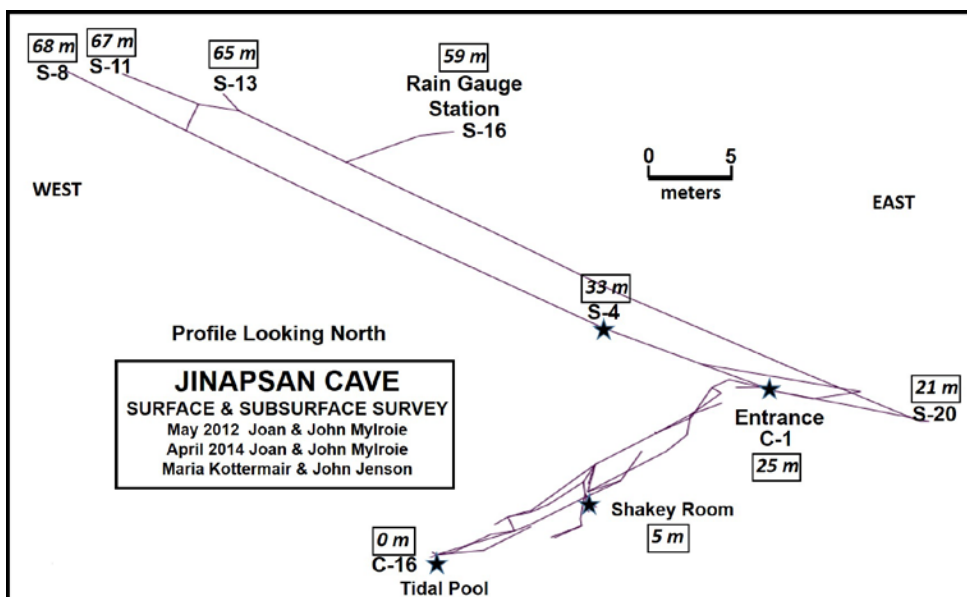 68 m
S-8
67 m
S-11
65 m
S-13
59 m
Rain Gauge
Station
S-16
0 5
meters
WEST
EAST
33 m
S-4
Profile Looking North
JINAPSAN CAVE
SURFACE & SUBSURFACE SURVEY
May 2012 Joan & John Mylroie
April 2014 Joan & John Mylroie
Maria Kottermair & John Jenson
21 m
S-20
Entrance
C-1
25 m
Shakey Room
5 m
0 m
C-16
Tidal Pool